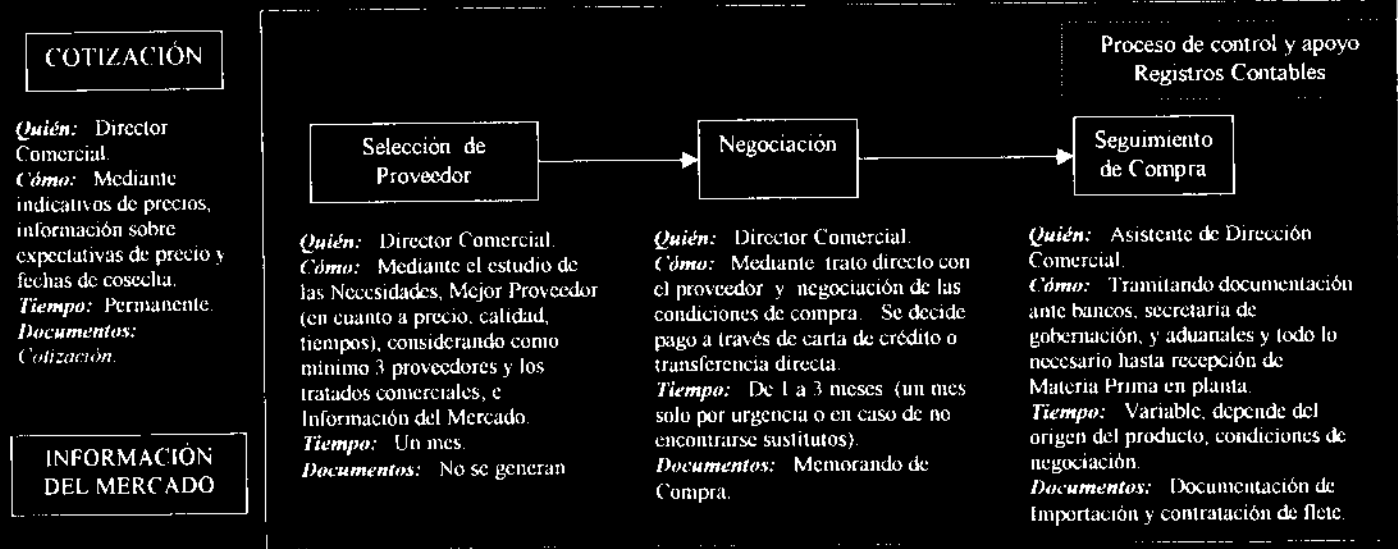 COTIZACIÓN
Quién: Director
Comercial.
Cómo: Mediante
indicativos de precios,
información sobre
expectativas de precio y
fechas de cosecha.
Tiempo: Permanente.
Documentos:
Cotización.
INFORMACIÓN
DEL MERCADO
Proceso de control y apoyo
Registros Contables
Selección de
Proveedor
Quién: Director Comercial.
Cómo: Mediante el estudio de
las Necesidades, Mejor Proveedor
(en cuanto a precio, calidad,
tiempos), considerando como
mínimo 3 proveedores y los
tratados comerciales, e
Información del Mercado.
Tiempo: Un mes.
Documentos: No se generan
Negociación
Quién: Director Comercial.
Cómo: Mediante trato directo con
el proveedor y negociación de las
condiciones de compra. Se decide
pago a través de carta de crédito o
transferencia directa.
Tiempo: De 1 a 3 meses (un mes
solo por urgencia o en caso de no
encontrarse sustitutos).
Documentos: Memorando de
Compra.
Seguimiento
de Compra
Quién: Asistente de Dirección
Comercial.
Cómo: Tramitando documentación
ante bancos, secretaria de
gobernación, y aduanales y todo lo
necesario hasta recepción de
Materia Prima en planta.
Tiempo: Variable, depende del
origen del producto, condiciones de
negociación.
Documentos: Documentación de
Importación y contratación de flete.